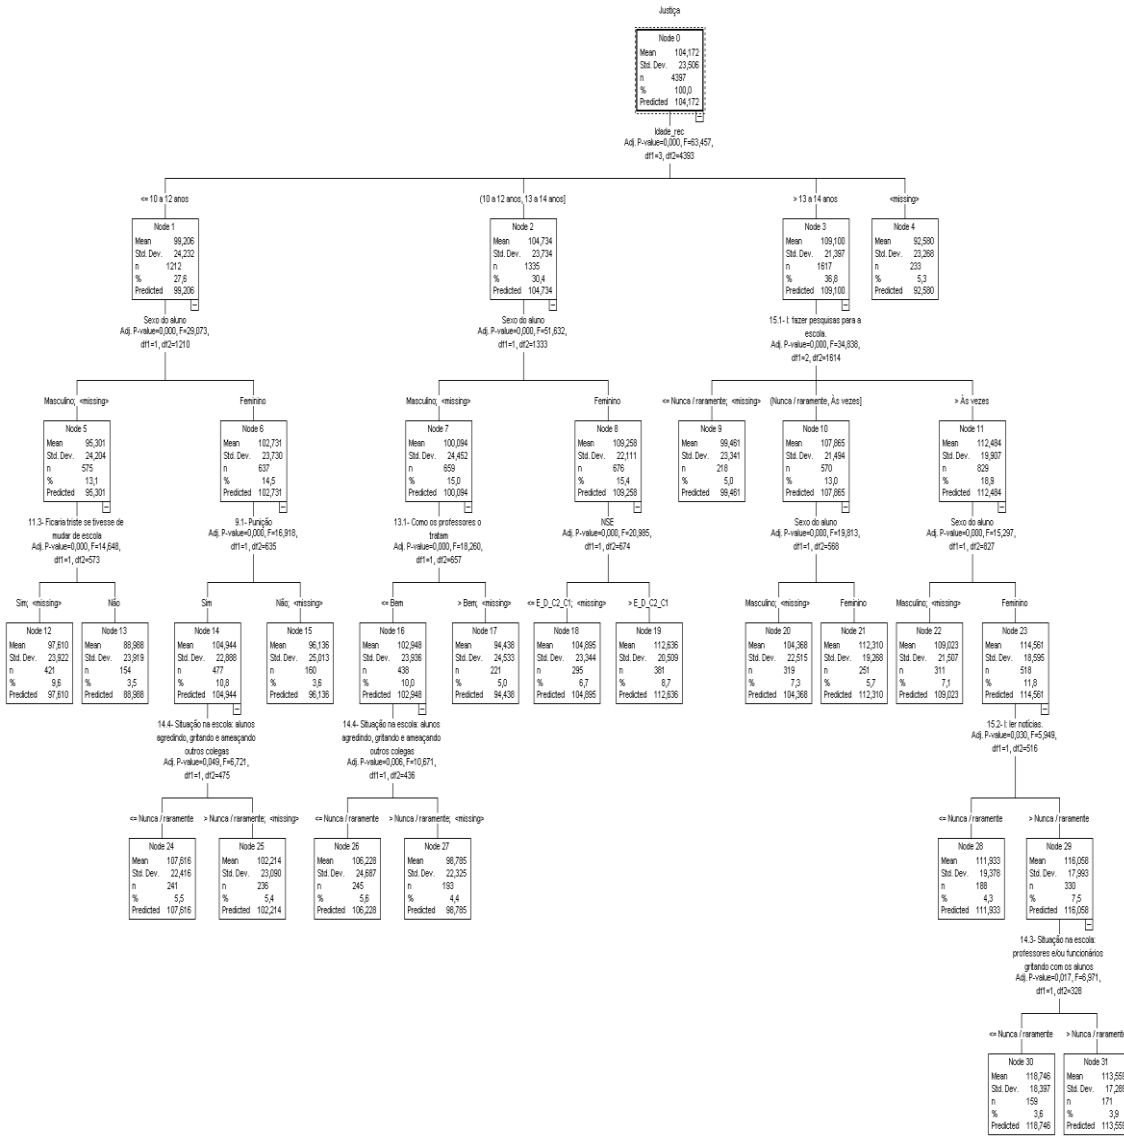 Justiça
Node 0
Mean 104,172
Std. Dev. 23,506
n 4397
% 100,0
Predicted 104,172
Idade_rec
Adj. P-value=0,000, F=63,457,
df1=3, df2=4393
<= 10 a 12 anos
(10 a 12 anos, 13 a 14 anos]
> 13 a 14 anos
<missing>
Node 1
Mean 99,206
Std. Dev. 24,232
n 1212
% 27,6
Predicted 99,206
Node 2
Mean 104,734
Std. Dev. 23,734
n 1335
% 30,4
Predicted 104,734
Node 3
Mean 109,100
Std. Dev. 21,397
n 1617
% 36,8
Predicted 109,100
Node 4
Mean 92,580
Std. Dev. 23,268
n 233
% 5,3
Predicted 92,580
Sexo do aluno
Adj. P-value=0,000, F=29,073,
df1=1, df2=1210
Sexo do aluno
Adj. P-value=0,000, F=51,632,
df1=1, df2=1333
15.1- I: fazer pesquisas para a
escola.
Adj. P-value=0,000, F=34,838,
df1=2, df2=1614
Masculino; <missing>
Feminino
Masculino; <missing>
Feminino
<= Nunca / raramente; <missing>
(Nunca / raramente, Às vezes]
> Às vezes
Node 5
Mean 95,301
Std. Dev. 24,204
n 575
% 13,1
Predicted 95,301
Node 6
Mean 102,731
Std. Dev. 23,730
n 637
% 14,5
Predicted 102,731
Node 7
Mean 100,094
Std. Dev. 24,452
n 659
% 15,0
Predicted 100,094
Node 8
Mean 109,258
Std. Dev. 22,111
n 676
% 15,4
Predicted 109,258
Node 9
Mean 99,461
Std. Dev. 23,341
n 218
% 5,0
Predicted 99,461
Node 10
Mean 107,865
Std. Dev. 21,494
n 570
% 13,0
Predicted 107,865
Node 11
Mean 112,484
Std. Dev. 19,907
n 829
% 18,9
Predicted 112,484
11.3- Ficaria triste se tivesse de
mudar de escola
Adj. P-value=0,000, F=14,648,
df1=1, df2=573
9.1- Punição
Adj. P-value=0,000, F=16,918,
df1=1, df2=635
13.1- Como os professores o
tratam
Adj. P-value=0,000, F=18,260,
df1=1, df2=657
NSE
Adj. P-value=0,000, F=20,985,
df1=1, df2=674
Sexo do aluno
Adj. P-value=0,000, F=19,813,
df1=1, df2=568
Sexo do aluno
Adj. P-value=0,000, F=15,297,
df1=1, df2=827
Sim; <missing>
Não
Sim
Não; <missing>
<= Bem
> Bem; <missing>
<= E_D_C2_C1; <missing>
> E_D_C2_C1
Masculino; <missing>
Feminino
Masculino; <missing>
Feminino
Node 12
Mean 97,610
Std. Dev. 23,922
n 421
% 9,6
Predicted 97,610
Node 13
Mean 88,988
Std. Dev. 23,919
n 154
% 3,5
Predicted 88,988
Node 14
Mean 104,944
Std. Dev. 22,888
n 477
% 10,8
Predicted 104,944
Node 15
Mean 96,136
Std. Dev. 25,013
n 160
% 3,6
Predicted 96,136
Node 16
Mean 102,948
Std. Dev. 23,936
n 438
% 10,0
Predicted 102,948
Node 17
Mean 94,438
Std. Dev. 24,533
n 221
% 5,0
Predicted 94,438
Node 18
Mean 104,895
Std. Dev. 23,344
n 295
% 6,7
Predicted 104,895
Node 19
Mean 112,636
Std. Dev. 20,509
n 381
% 8,7
Predicted 112,636
Node 20
Mean 104,368
Std. Dev. 22,515
n 319
% 7,3
Predicted 104,368
Node 21
Mean 112,310
Std. Dev. 19,268
n 251
% 5,7
Predicted 112,310
Node 22
Mean 109,023
Std. Dev. 21,507
n 311
% 7,1
Predicted 109,023
Node 23
Mean 114,561
Std. Dev. 18,595
n 518
% 11,8
Predicted 114,561
14.4- Situação na escola: alunos
agredindo, gritando e ameaçando
outros colegas
Adj. P-value=0,049, F=6,721,
df1=1, df2=475
14.4- Situação na escola: alunos
agredindo, gritando e ameaçando
outros colegas
Adj. P-value=0,006, F=10,671,
df1=1, df2=436
15.2- I: ler notícias.
Adj. P-value=0,030, F=5,949,
df1=1, df2=516
<= Nunca / raramente
> Nunca / raramente; <missing>
<= Nunca / raramente
> Nunca / raramente; <missing>
<= Nunca / raramente
> Nunca / raramente
Node 24
Mean 107,616
Std. Dev. 22,416
n 241
% 5,5
Predicted 107,616
Node 25
Mean 102,214
Std. Dev. 23,090
n 236
% 5,4
Predicted 102,214
Node 26
Mean 106,228
Std. Dev. 24,687
n 245
% 5,6
Predicted 106,228
Node 27
Mean 98,785
Std. Dev. 22,325
n 193
% 4,4
Predicted 98,785
Node 28
Mean 111,933
Std. Dev. 19,378
n 188
% 4,3
Predicted 111,933
Node 29
Mean 116,058
Std. Dev. 17,993
n 330
% 7,5
Predicted 116,058
14.3- Situação na escola:
professores e/ou funcionários
gritando com os alunos
Adj. P-value=0,017, F=6,971,
df1=1, df2=328
<= Nunca / raramente
> Nunca / raramente
Node 30
Mean 118,746
Std. Dev. 18,397
n 159
% 3,6
Predicted 118,746
Node 31
Mean 113,559
Std. Dev. 17,289
n 171
% 3,9
Predicted 113,559